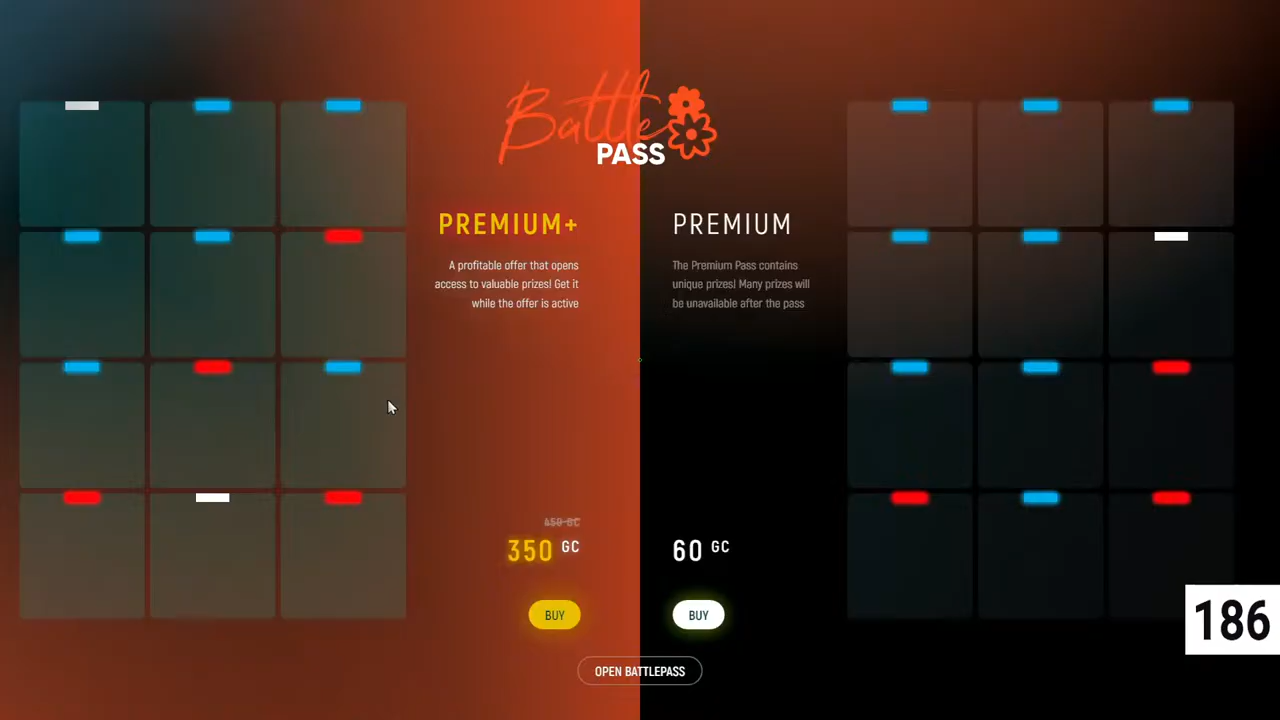 Battle
PASS
PREMIUM+
A profitable offer that opens
access to valuable prizes! Get it
while the offer is active
450 GC
350 GC
BUY
PREMIUM
The Premium Pass contains
unique prizes! Many prizes will
be unavailable after the pass
60 GC
BUY
OPEN BATTLEPASS
186